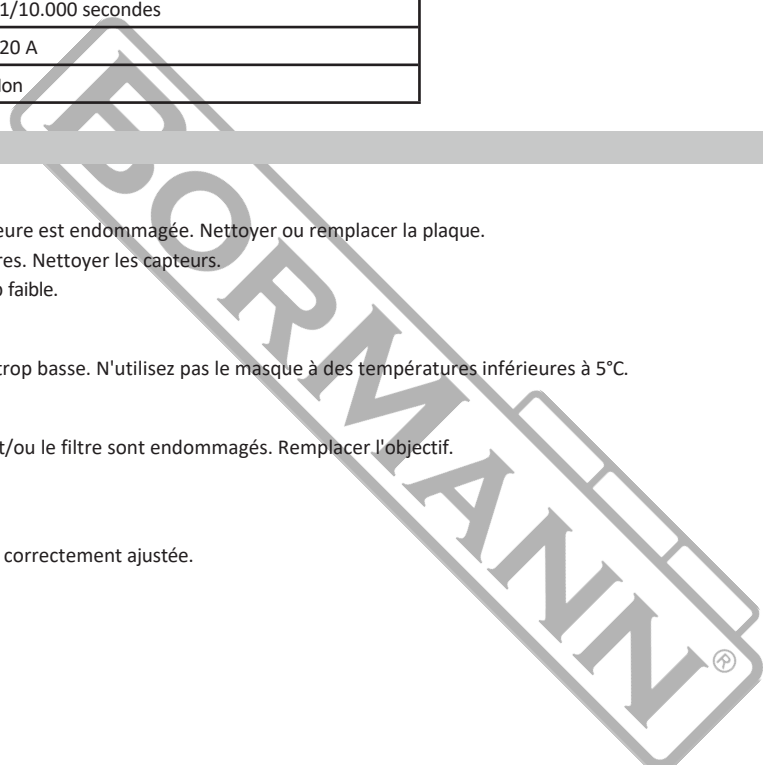 1/10.000 secondes
20 A
eure est endommagée. Nettoyer ou remplacer la plaque.
res. Nettoyer les capteurs.
faible.
trop basse. N'utilisez pas le masque à des températures inférieures à 5°C.
t/ou le filtre sont endommagés. Remplacer l'objectif.
correctement ajustée.
BORMANN®